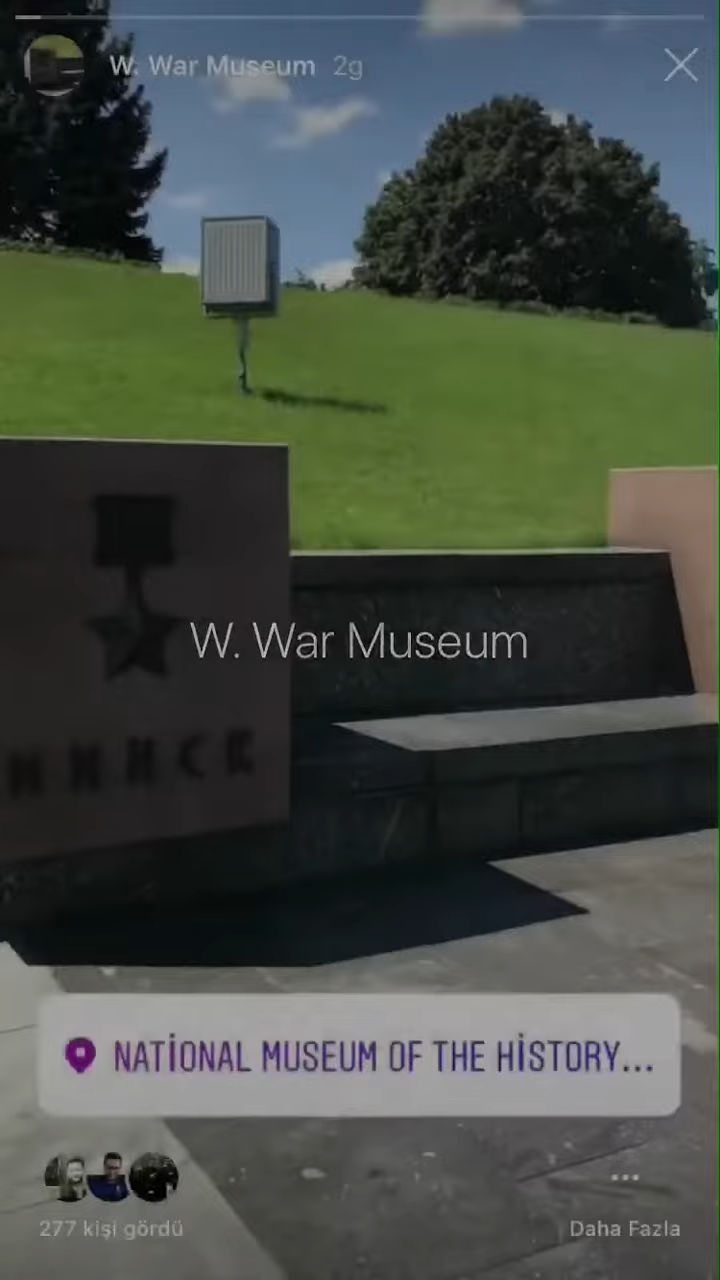 W. War Museum 2g
W. War Museum
NATİONAL MUSEUM OF THE HİSTORY...
277 kişi gördü
Daha Fazla